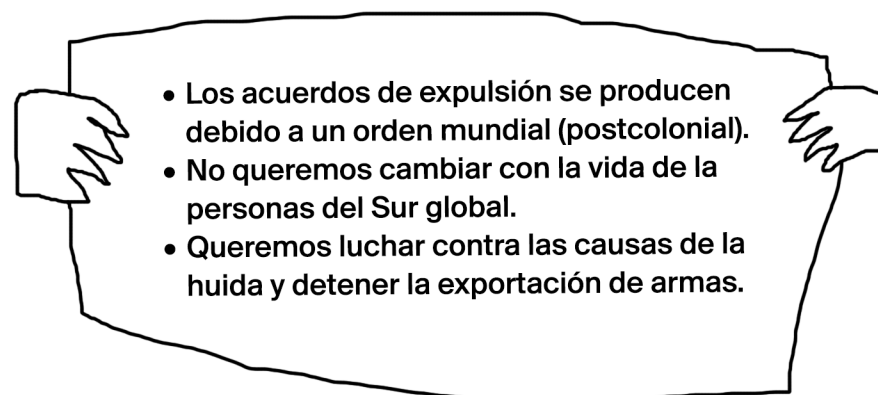 • Los acuerdos de expulsión se producen
debido a un orden mundial (postcolonial).
• No queremos cambiar con la vida de la
personas del Sur global.
• Queremos luchar contra las causas de la
huida y detener la exportación de armas.